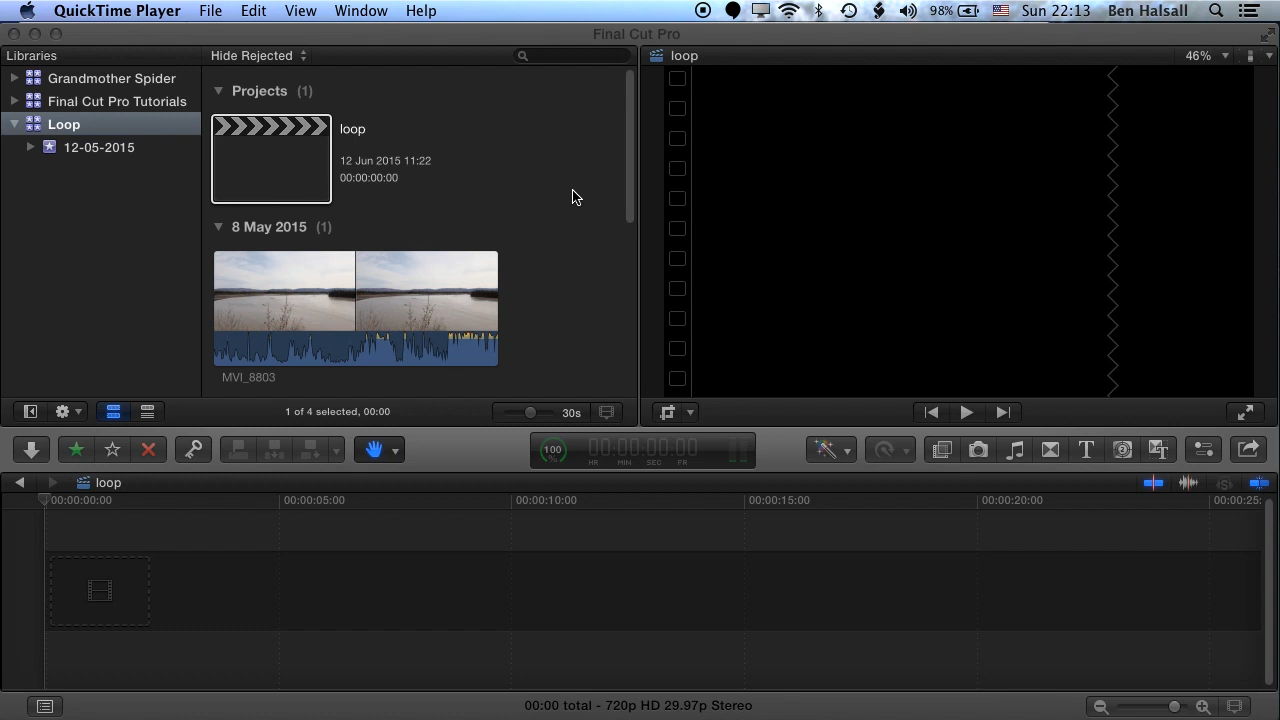 QuickTime Player File Edit View Window Help 98% Sun 22:13 Ben Halsall
Final Cut Pro
Libraries
Hide Rejected
loop
46%
Grandmother Spider
Final Cut Pro Tutorials
Loop
12-05-2015
Projects (1)
loop
12 Jun 2015 11:22
00:00:00:00
8 May 2015 (1)
MVI_8803
1 of 4 selected, 00:00
30s
100
%
00:00:00:00
HR MIN SEC FR
T
loop
00:00:00:00 00:00:05:00 00:00:10:00 00:00:15:00 00:00:20:00 00:00:25:
00:00 total - 720p HD 29.97p Stereo